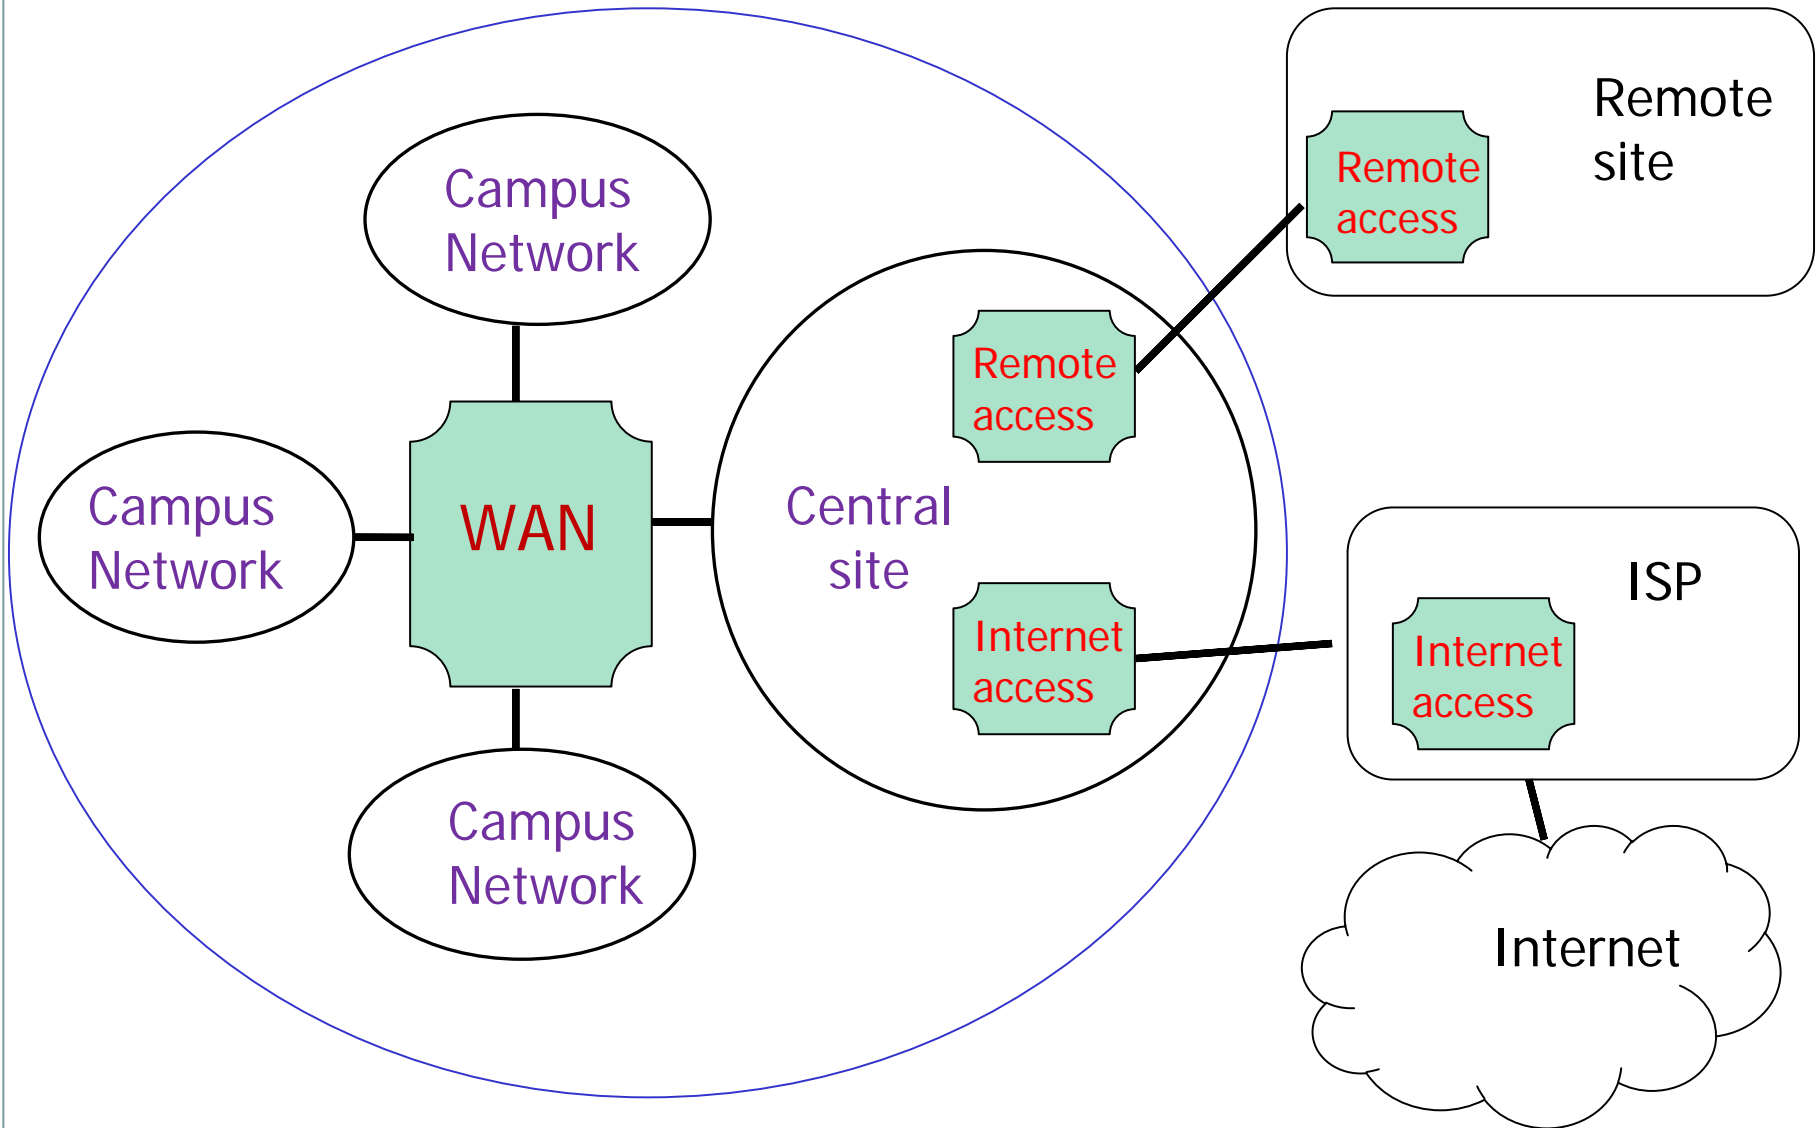 Campus
Network
Campus
Network
WAN
Campus
Network
Central
site
Remote
access
Internet
access
Remote
access
Remote
site
ISP
Internet
access
Internet